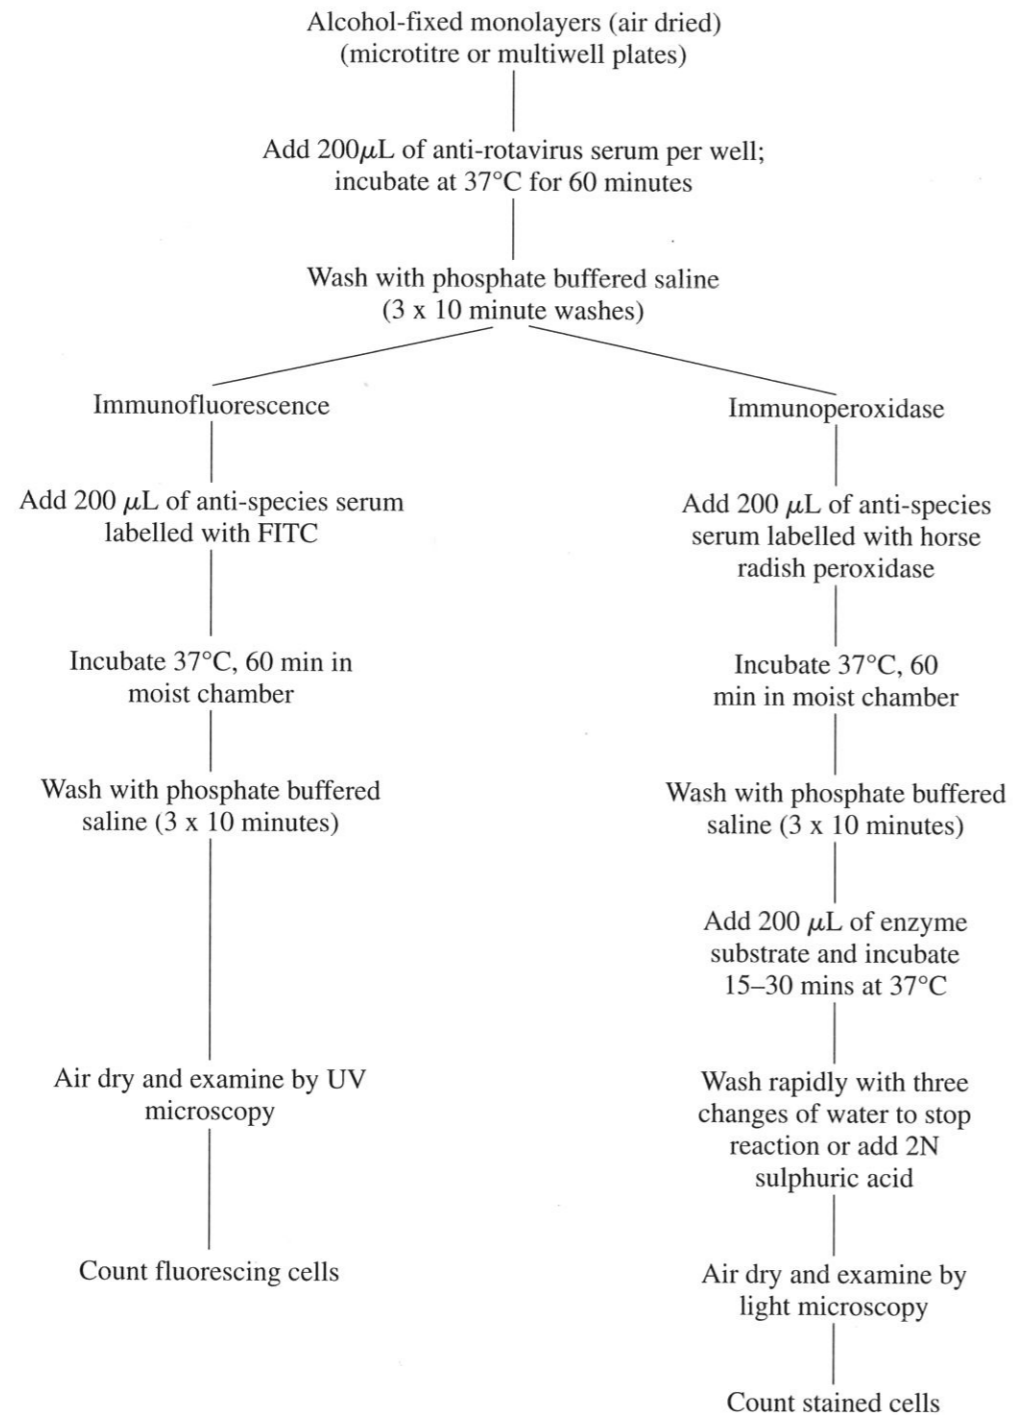 Alcohol-fixed monolayers (air dried)
(microtitre or multiwell plates)
Add 200μL of anti-rotavirus serum per well;
incubate at 37°C for 60 minutes
Wash with phosphate buffered saline
(3 x 10 minute washes)
Immunofluorescence
Add 200 μL of anti-species serum
labelled with FITC
Incubate 37°C, 60 min in
moist chamber
Wash with phosphate buffered
saline (3 x 10 minutes)
Air dry and examine by UV
microscopy
Count fluorescing cells
Immunoperoxidase
Add 200 μL of anti-species
serum labelled with horse
radish peroxidase
Incubate 37°C, 60
min in moist chamber
Wash with phosphate buffered
saline (3 x 10 minutes)
Add 200 μL of enzyme
substrate and incubate
15–30 mins at 37°C
Wash rapidly with three
changes of water to stop
reaction or add 2N
sulphuric acid
Air dry and examine by
light microscopy
Count stained cells